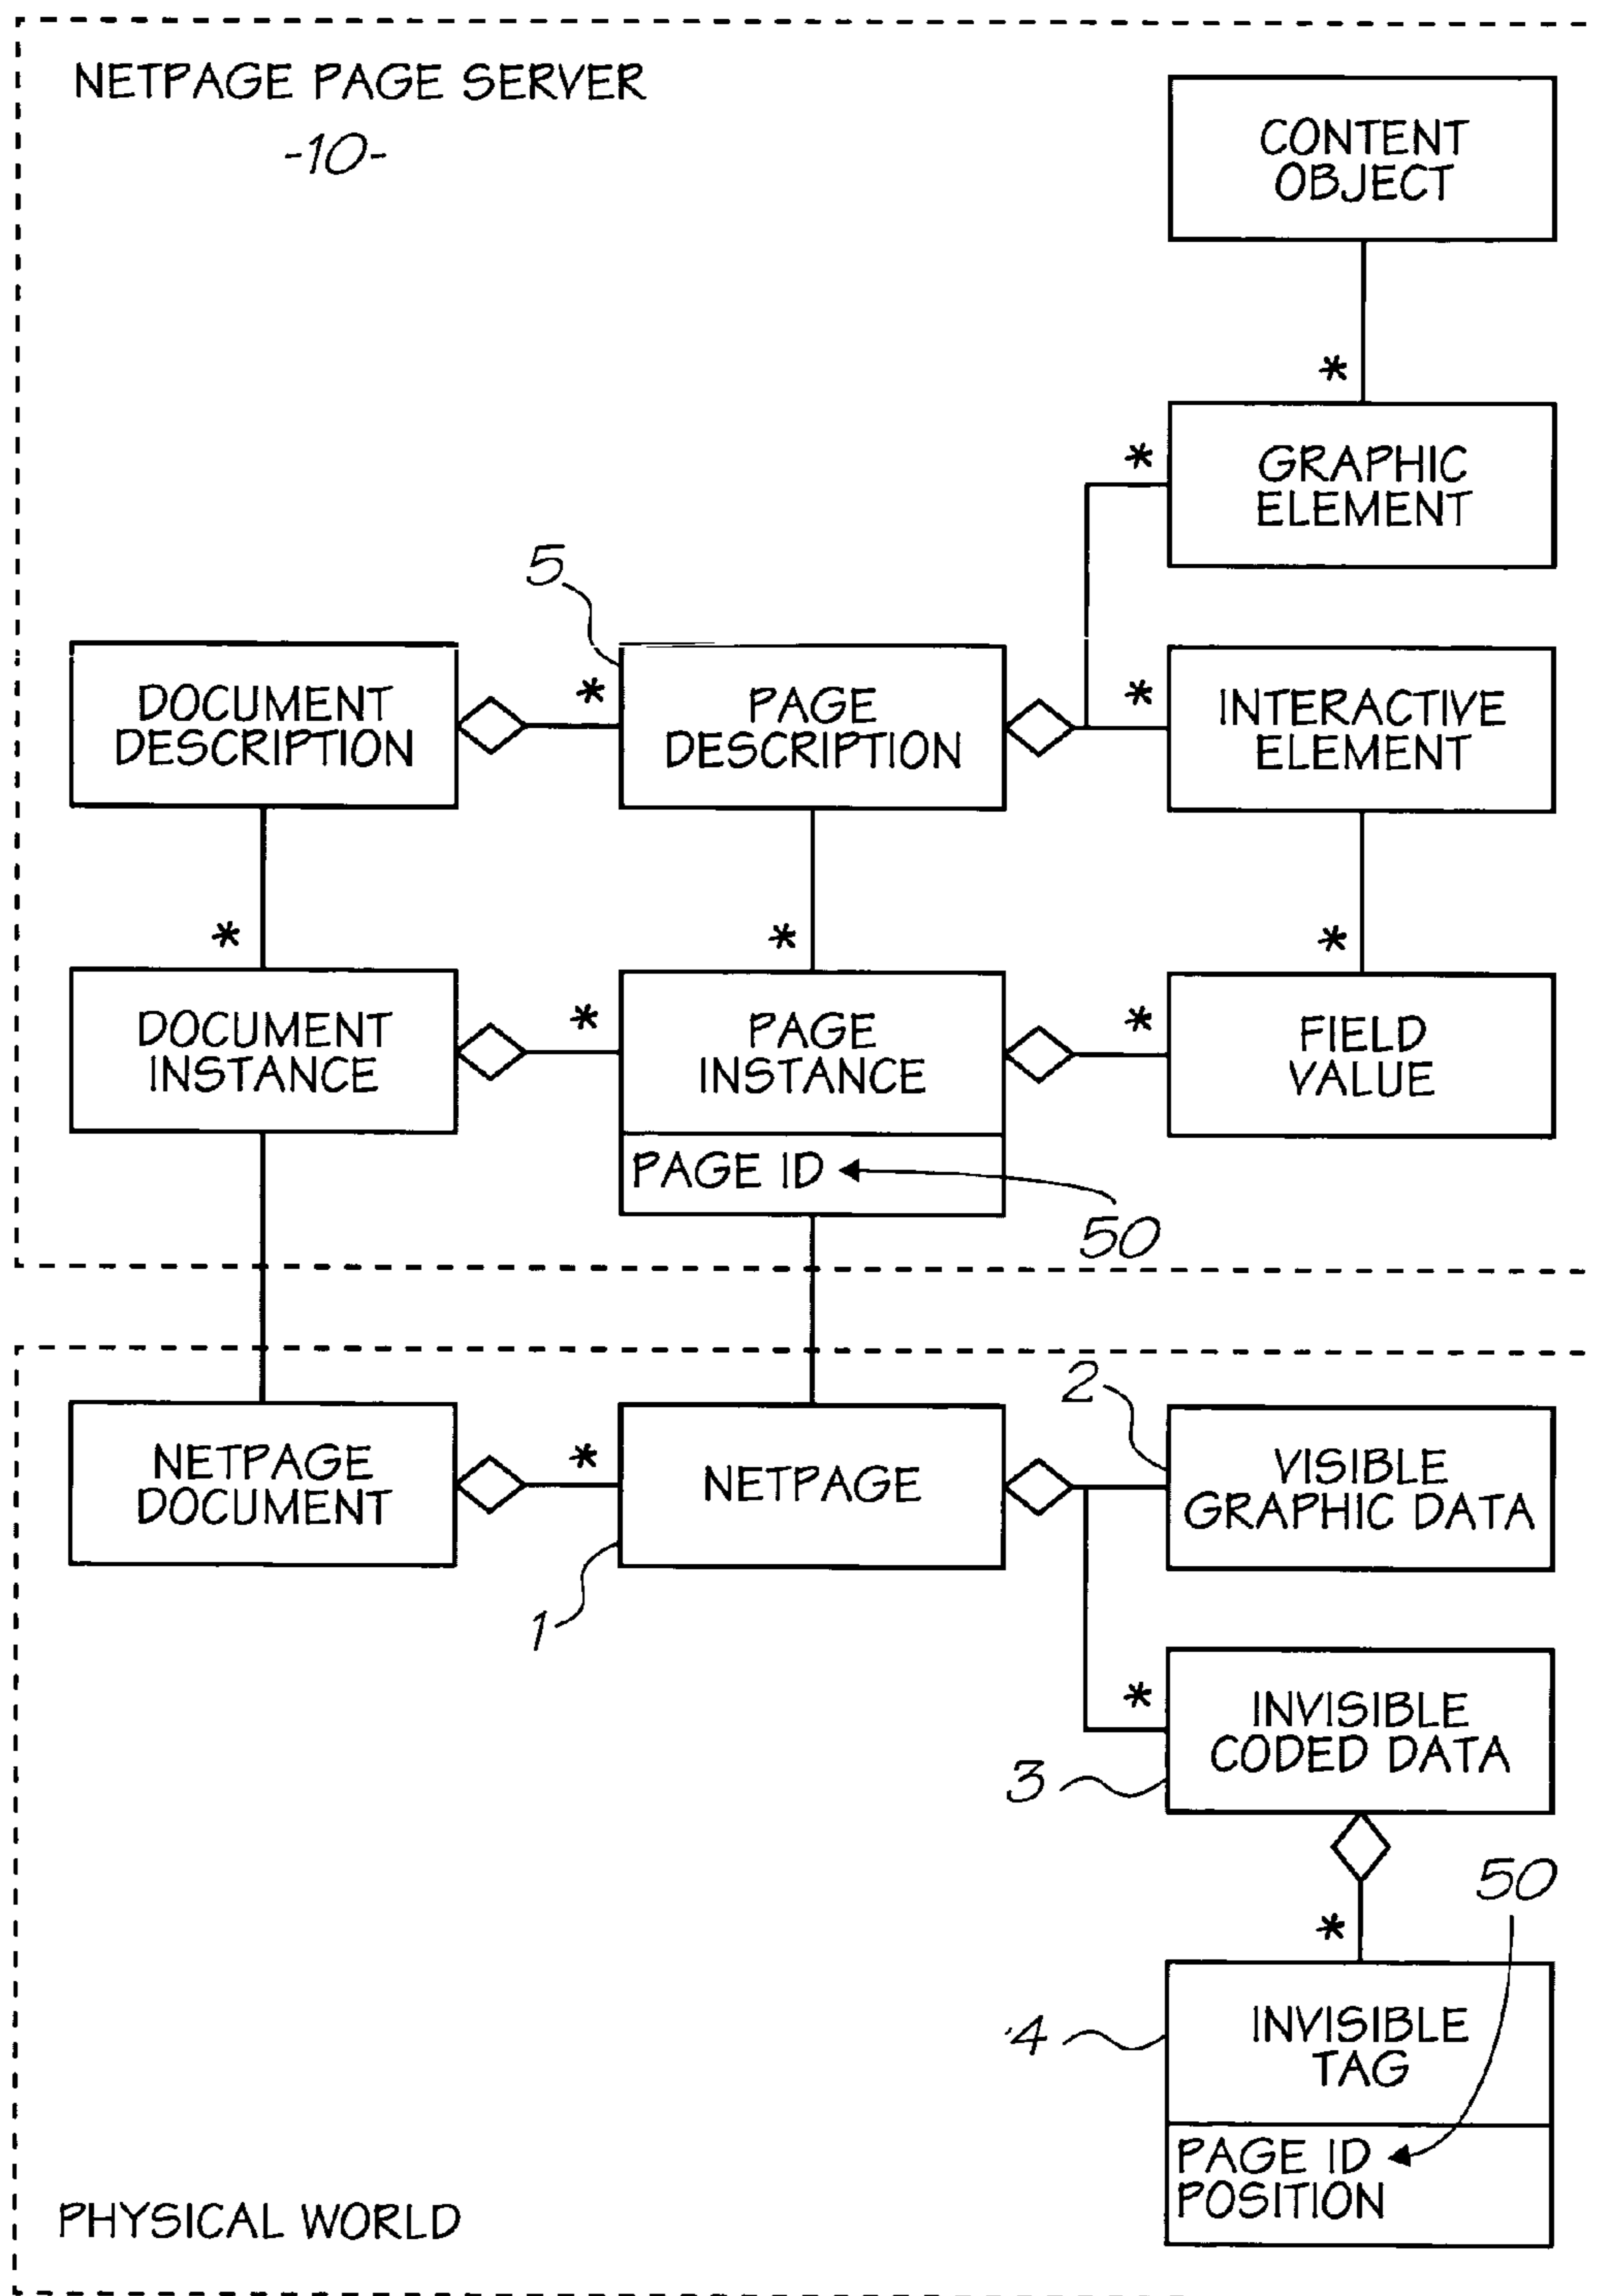 NETPAGE PAGE SERVER
-10-
CONTENT
OBJECT
*
GRAPHIC
ELEMENT
*
5
DOCUMENT
DESCRIPTION
*
PAGE
DESCRIPTION
*
INTERACTIVE
ELEMENT
*
*
*
DOCUMENT
INSTANCE
*
PAGE
INSTANCE
*
FIELD
VALUE
PAGE ID
50
2
NETPAGE
DOCUMENT
*
NETPAGE
VISIBLE
GRAPHIC DATA
1
*
INVISIBLE
CODED DATA
3
50
*
4
INVISIBLE
TAG
PAGE ID
POSITION
PHYSICAL WORLD